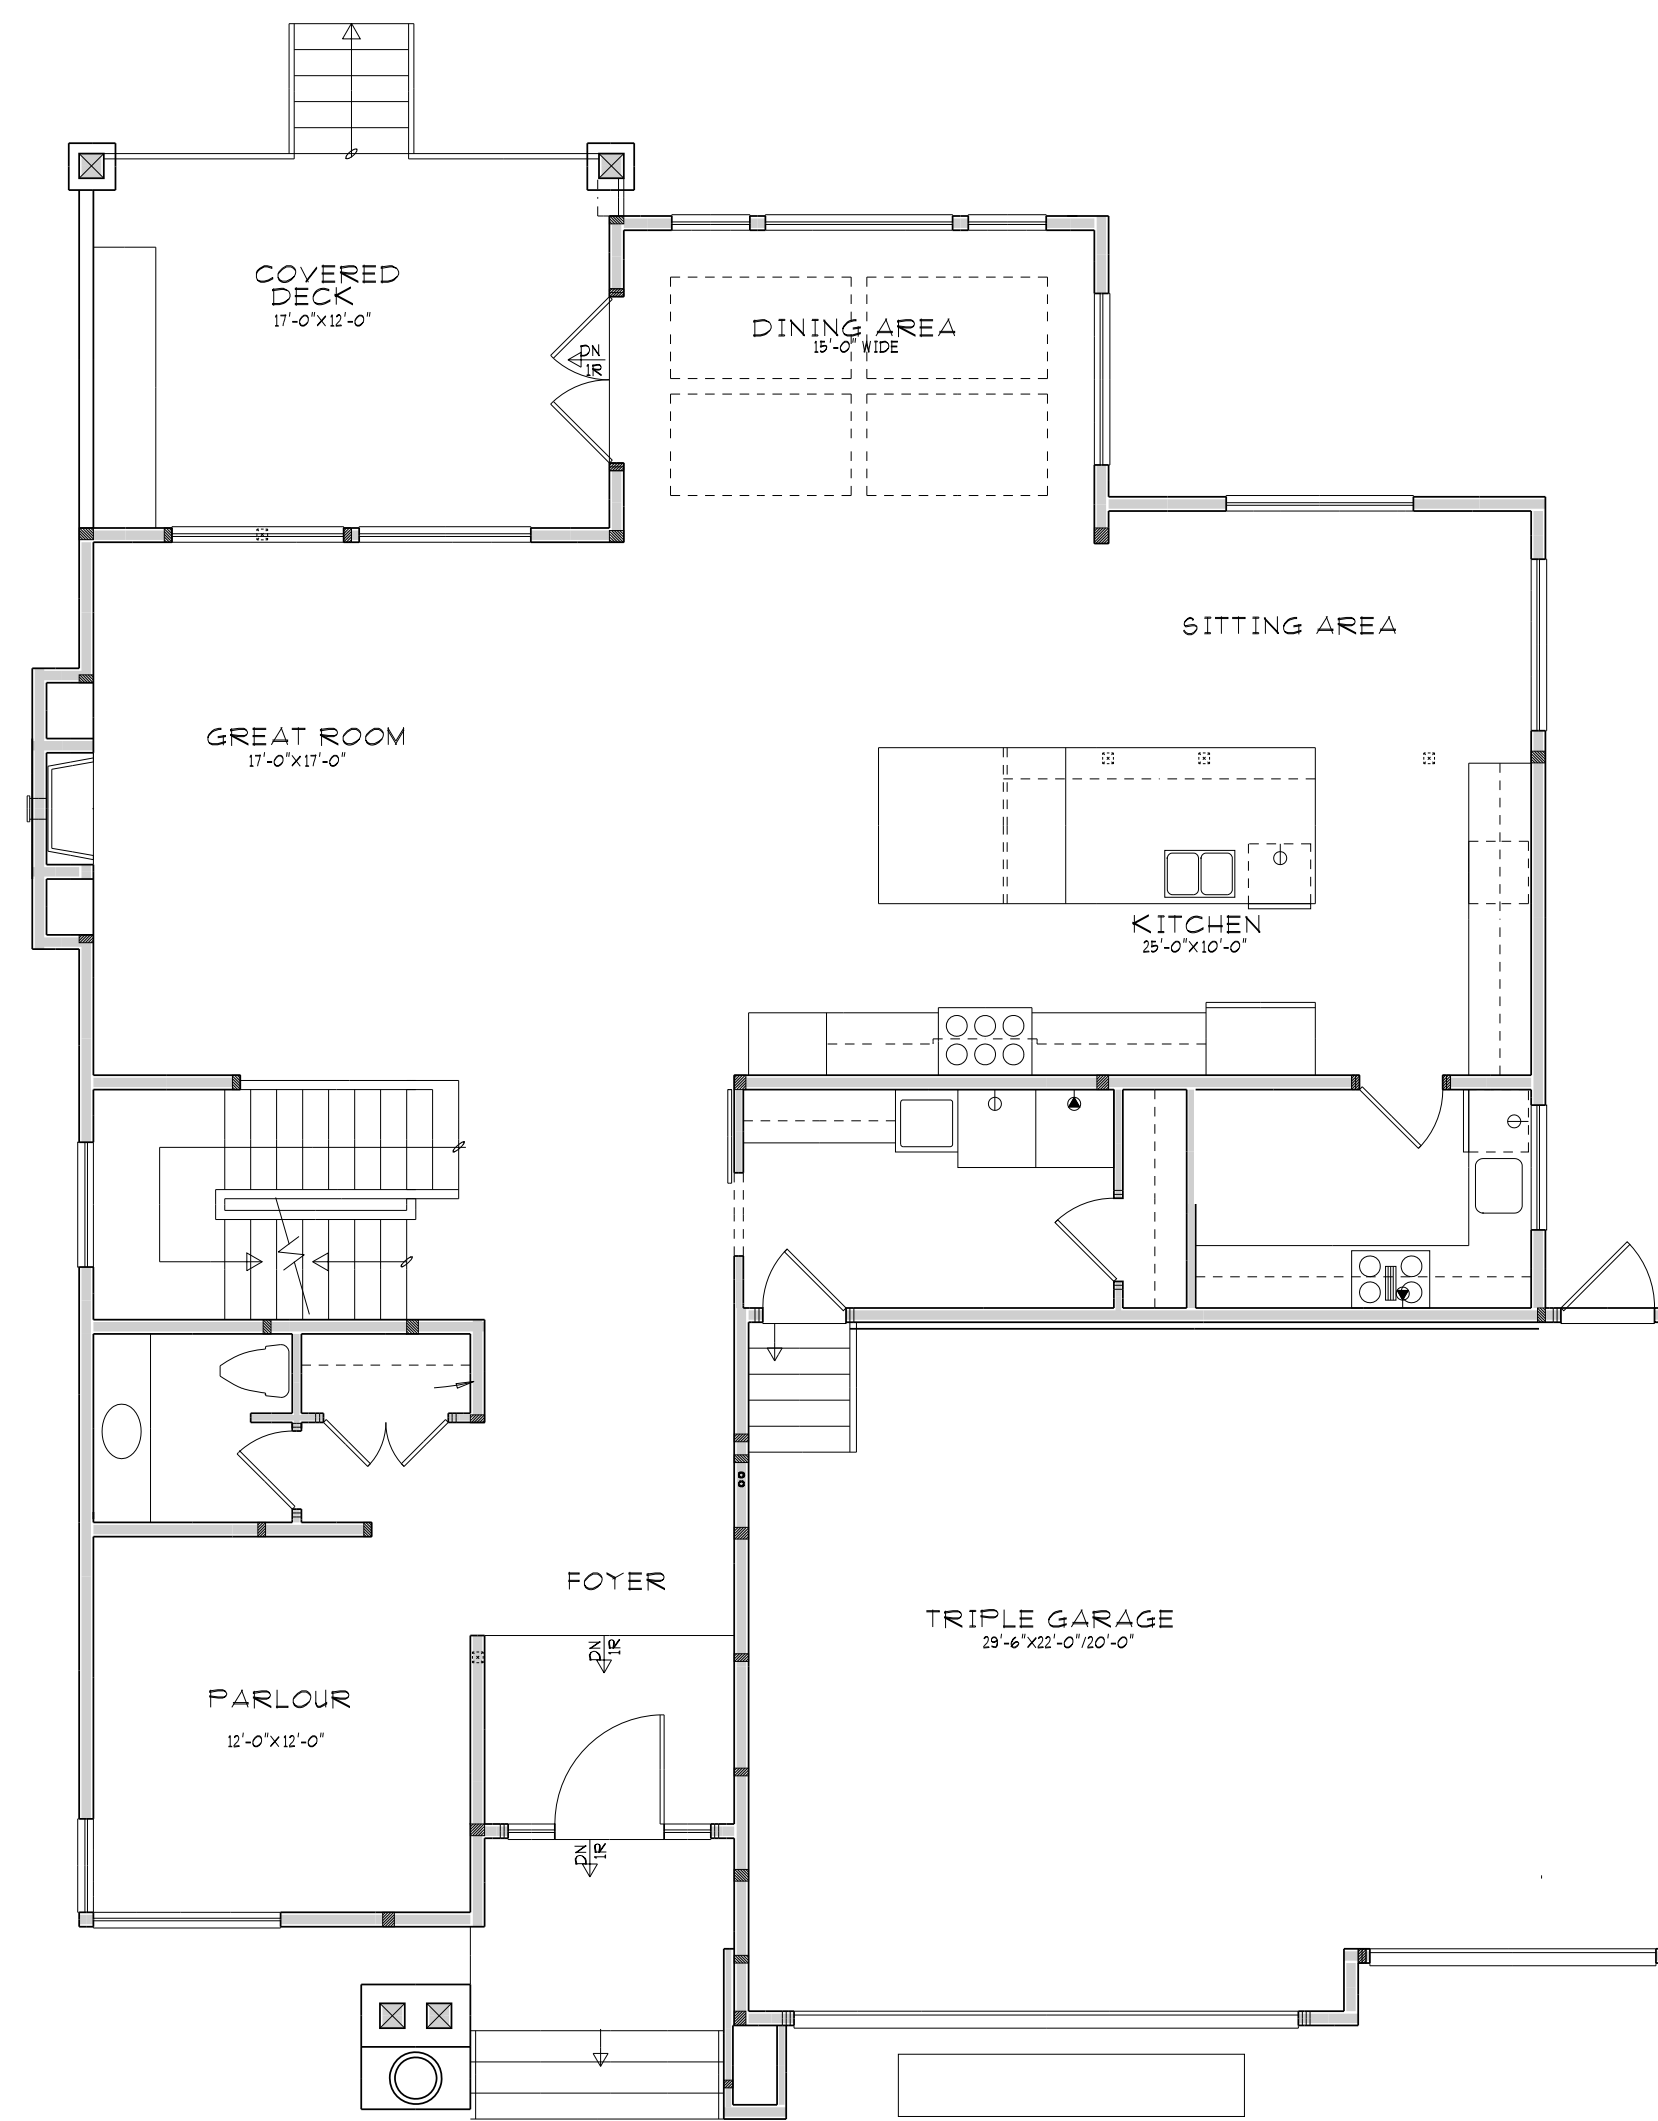 COVERED
DECK
17'-0"X12'-0"
DINING AREA
15'-0" WIDE
DN
1R
SITTING AREA
GREAT ROOM
17'-0"X17'-0"
KITCHEN
25'-0"X10'-0"
FOYER
DN
1R
TRIPLE GARAGE
29'-6"X22'-0"/20'-0"
PARLOUR
12'-0"X12'-0"
DN
1R